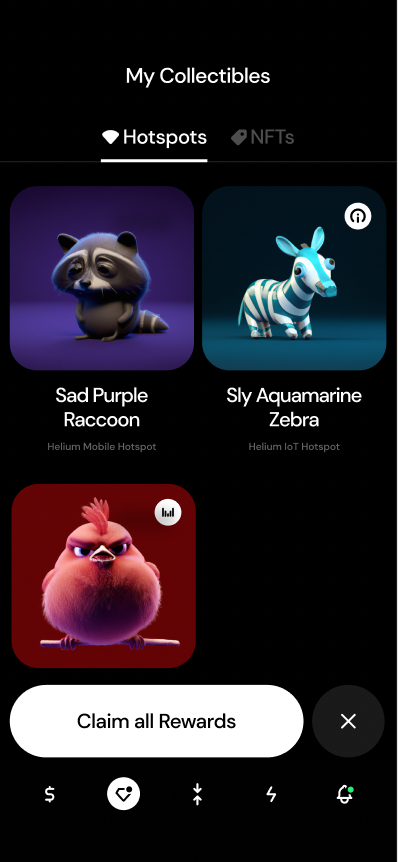 My Collectibles
Hotspots NFTs
Sad Purple
Raccoon
Helium Mobile Hotspot
Sly Aquamarine
Zebra
Helium IoT Hotspot
Claim all Rewards